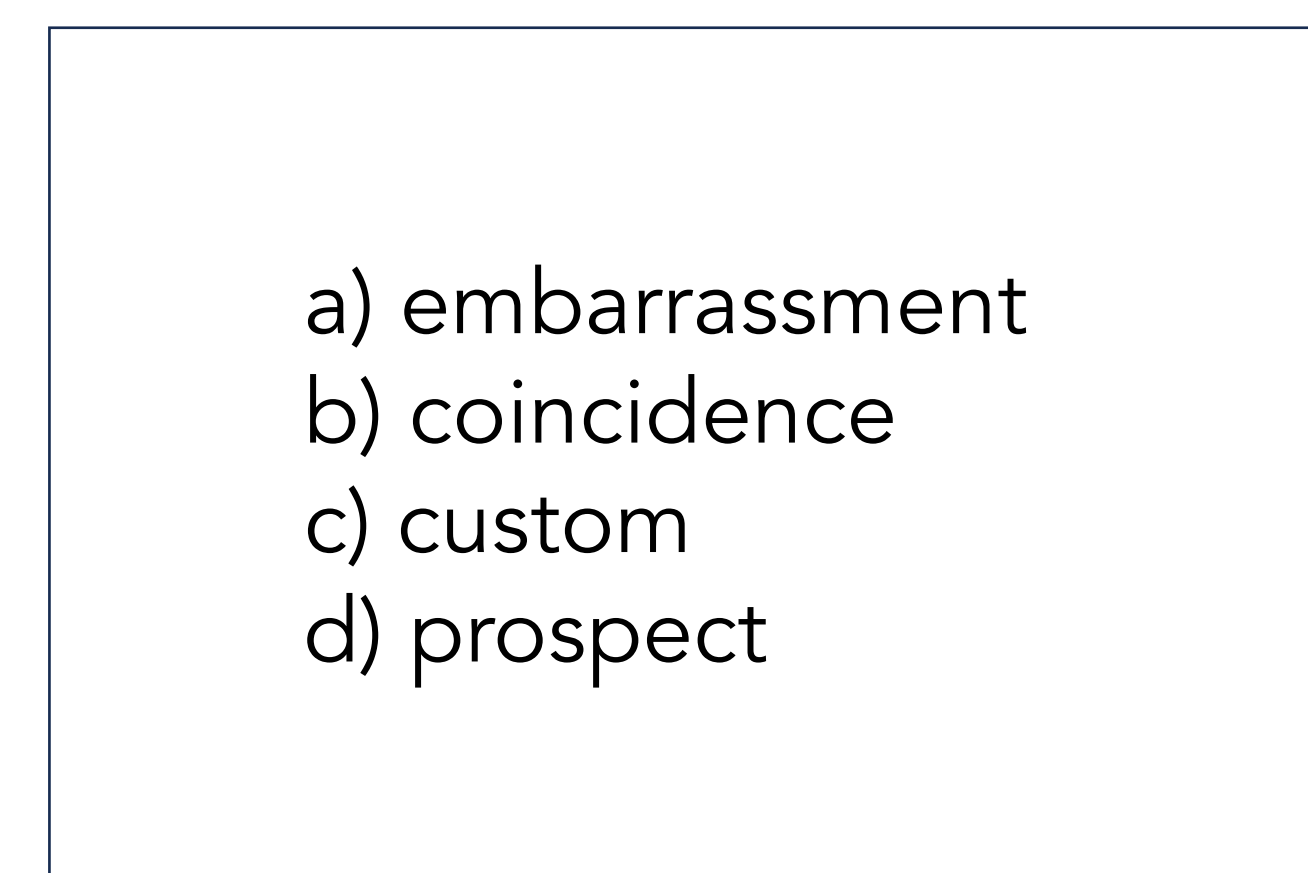 a) embarrassment
b) coincidence
c) custom
d) prospect